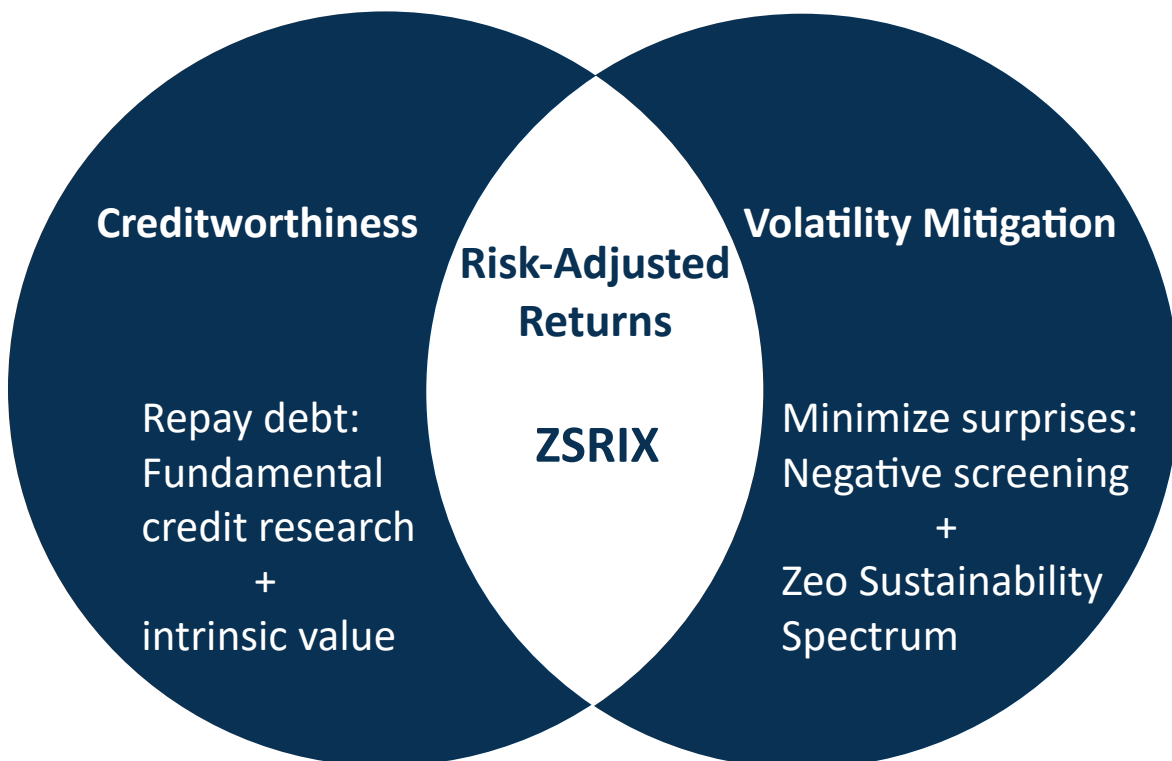 Creditworthiness
Repay debt:
Fundamental
credit research
+
intrinsic value
Risk-Adjusted
Returns
ZSRIX
Volatility Mitigation
Minimize surprises:
Negative screening
+
Zeo Sustainability
Spectrum